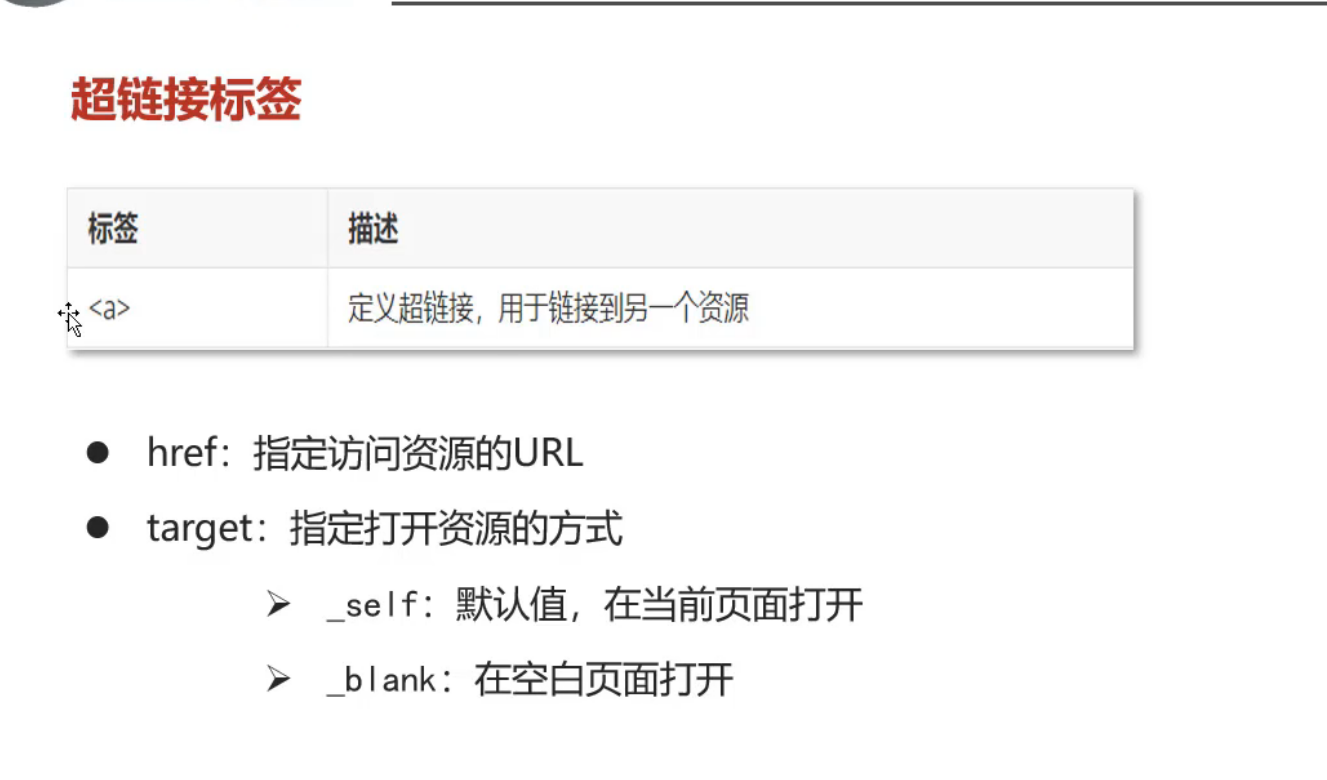 超链接标签
标签 描述
<a> 定义超链接，用于链接到另一个资源
href：指定访问资源的URL
target：指定打开资源的方式
_self：默认值，在当前页面打开
_blank：在空白页面打开